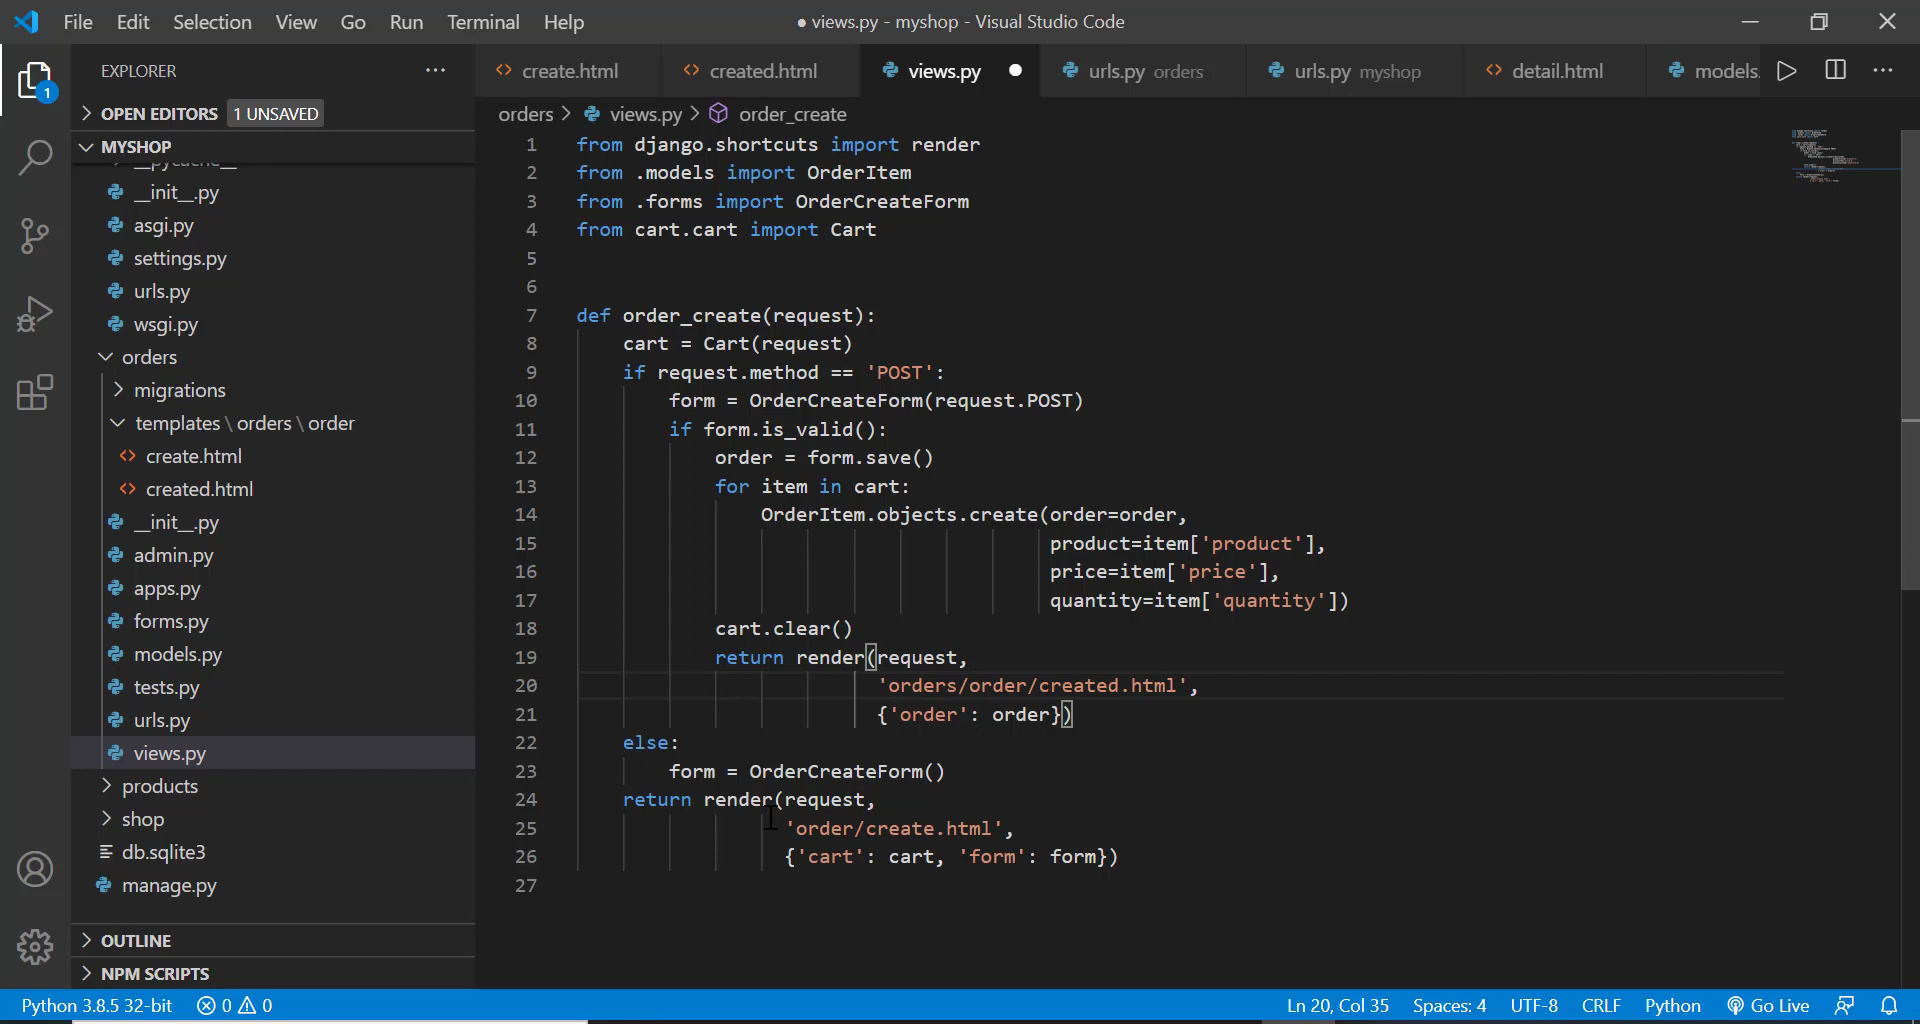 File Edit Selection View Go Run Terminal Help
● views.py - myshop - Visual Studio Code
EXPLORER
OPEN EDITORS 1 UNSAVED
MYSHOP
__pycache__
__init__.py
asgi.py
settings.py
urls.py
wsgi.py
orders
migrations
templates \ orders \ order
create.html
created.html
__init__.py
admin.py
apps.py
forms.py
models.py
tests.py
urls.py
views.py
products
shop
db.sqlite3
manage.py
OUTLINE
NPM SCRIPTS
1
create.html created.html views.py ● urls.py orders urls.py myshop detail.html models.
orders > views.py > order_create
1 from django.shortcuts import render
2 from .models import OrderItem
3 from .forms import OrderCreateForm
4 from cart.cart import Cart
5
6
7 def order_create(request):
8 cart = Cart(request)
9 if request.method == 'POST':
10 form = OrderCreateForm(request.POST)
11 if form.is_valid():
12 order = form.save()
13 for item in cart:
14 OrderItem.objects.create(order=order,
15 product=item['product'],
16 price=item['price'],
17 quantity=item['quantity'])
18 cart.clear()
19 return render(request,
20 'orders/order/created.html',
21 {'order': order})
22 else:
23 form = OrderCreateForm()
24 return render(request,
25 'order/create.html',
26 {'cart': cart, 'form': form})
27
Python 3.8.5 32-bit 0 0 Ln 20, Col 35 Spaces: 4 UTF-8 CRLF Python Go Live